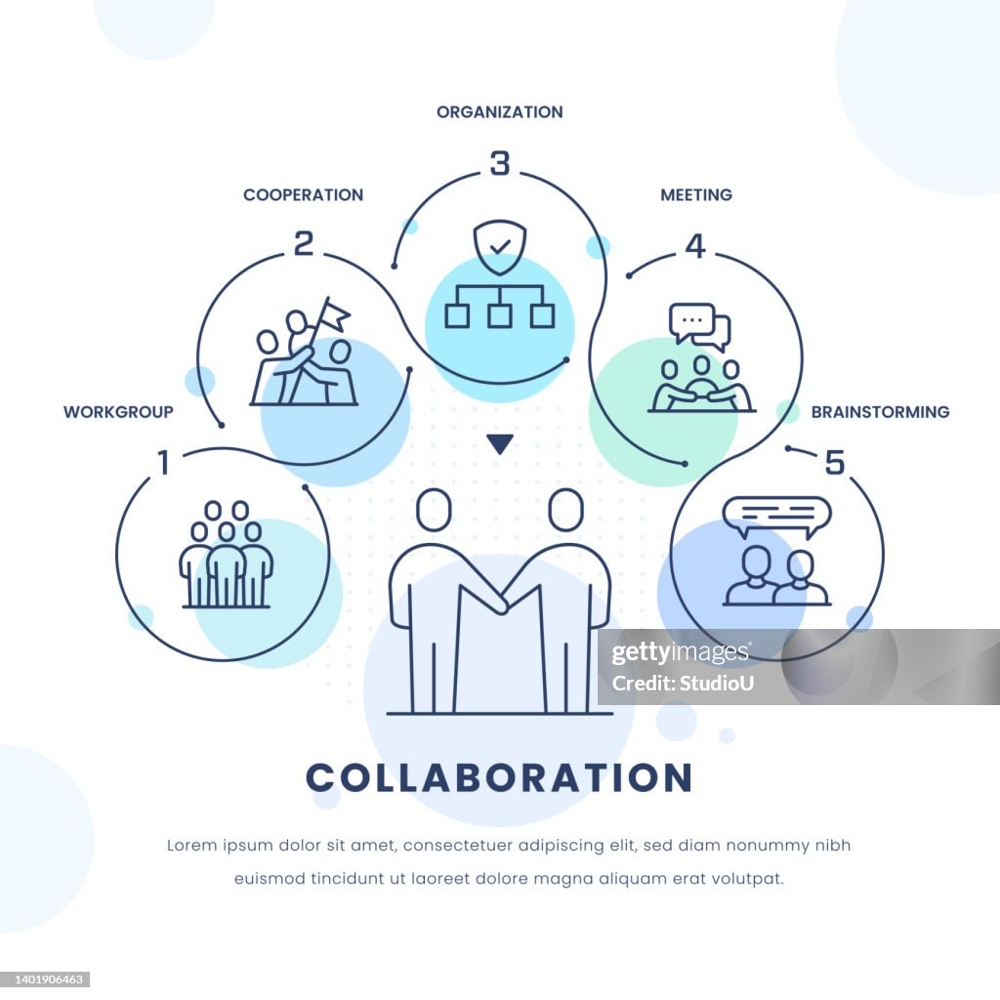 ORGANIZATION
3
COOPERATION
MEETING
2
4
WORKGROUP
BRAINSTORMING
1
5
gettyimages®
StudioU
COLLABORATION
Lorem ipsum dolor sit amet, consectetuer adipiscing elit, sed diam nonummy nibh
euismod tincidunt ut laoreet dolore magna aliquam erat volutpat.
1401906463